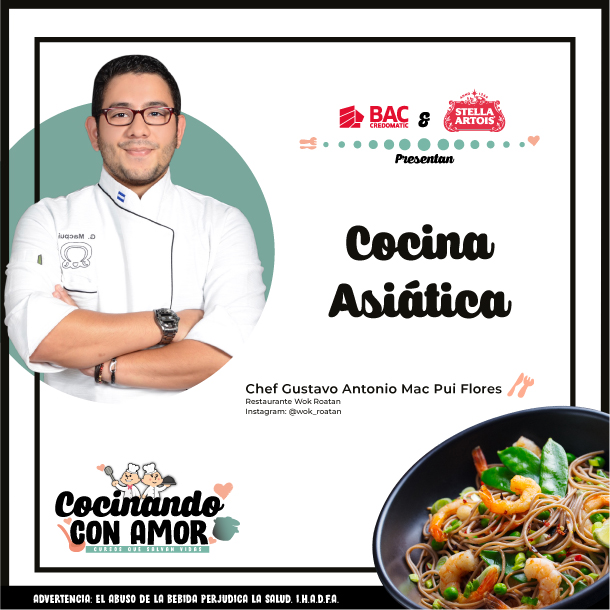 BAC
CREDOMATIC
&
STELLA
ARTOIS
Presentan
Cocina
Asiática
G. Macpui
Chef Gustavo Antonio Mac Pui Flores
Restaurante Wok Roatan
Instagram: @wok_roatan
Cocinando
CON AMOR
CURSOS QUE SALVAN VIDAS
ADVERTENCIA: EL ABUSO DE LA BEBIDA PERJUDICA LA SALUD. I.H.A.D.F.A.